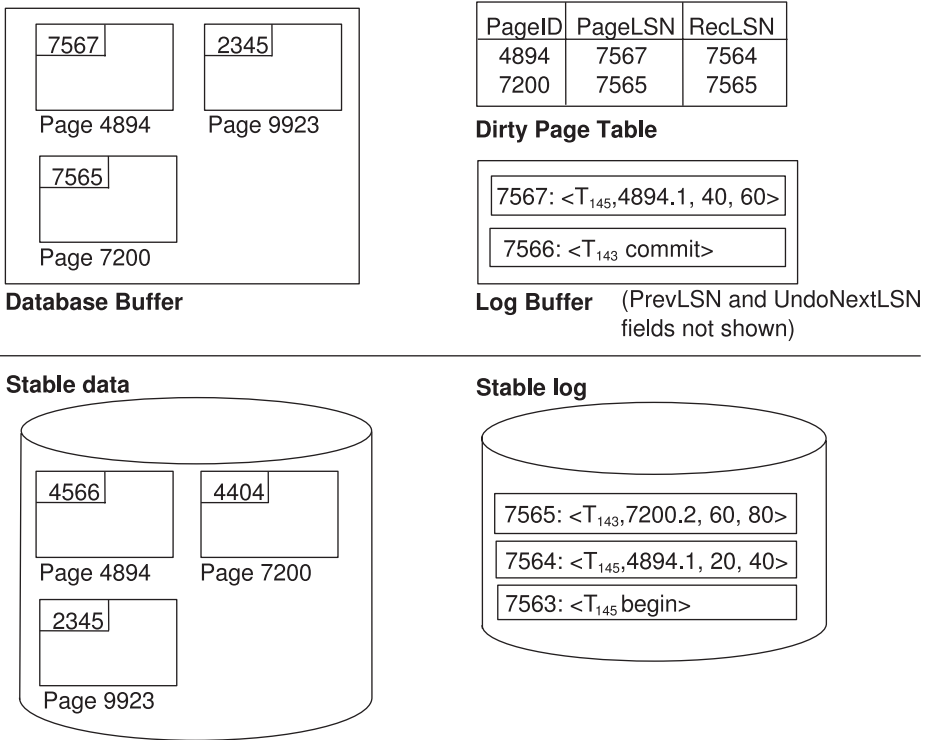 7567
2345
Page 4894
Page 9923
7565
Page 7200
Database Buffer
PageID PageLSN RecLSN
4894 7567 7564
7200 7565 7565
Dirty Page Table
7567: <T₁₄₅,4894.1, 40, 60>
7566: <T₁₄₃ commit>
Log Buffer (PrevLSN and UndoNextLSN
fields not shown)
Stable data
4566
4404
Page 4894
Page 7200
2345
Page 9923
Stable log
7565: <T₁₄₃,7200.2, 60, 80>
7564: <T₁₄₅,4894.1, 20, 40>
7563: <T₁₄₅ begin>